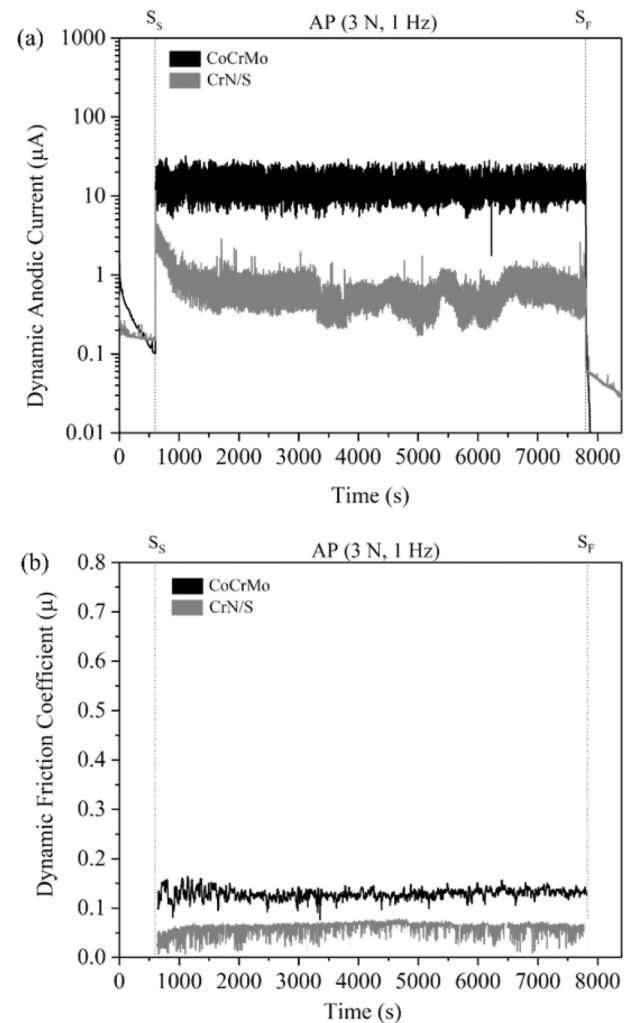 (a)
S_S AP (3 N, 1 Hz) S_F
1000
CoCrMo
CrN/S
100
10
1
0.1
0.01
Dynamic Anodic Current (μA)
0 1000 2000 3000 4000 5000 6000 7000 8000
Time (s)
(b)
S_S AP (3 N, 1 Hz) S_F
0.8
CoCrMo
CrN/S
0.7
0.6
0.5
0.4
0.3
0.2
0.1
0.0
Dynamic Friction Coefficient (μ)
0 1000 2000 3000 4000 5000 6000 7000 8000
Time (s)